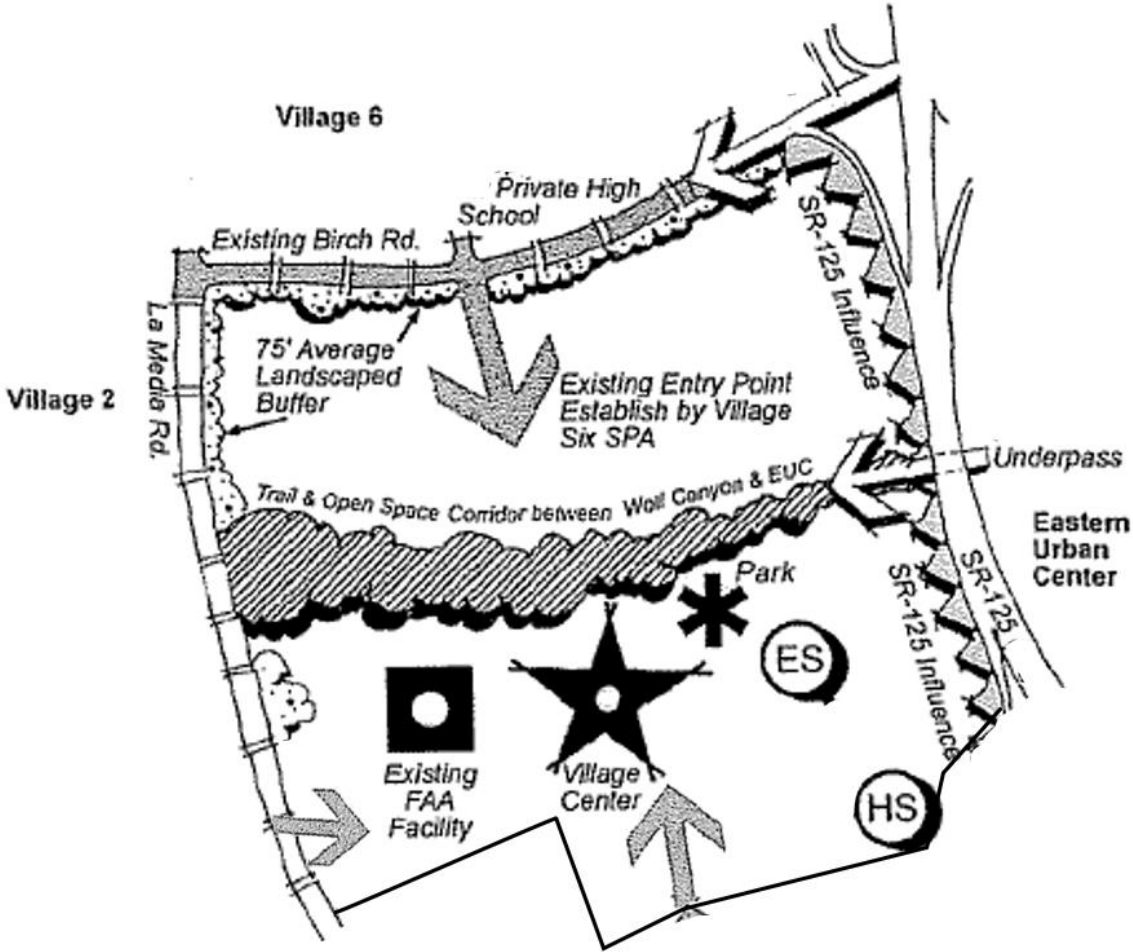 Village 6
Private High
School
Existing Birch Rd.
SR-125 Influence
La Media Rd.
75' Average
Landscaped
Buffer
Village 2
Existing Entry Point
Establish by Village
Six SPA
Underpass
Trail & Open Space Corridor between Wolf Canyon & EUC
Eastern
Urban
Center
SR-125
Park
ES
SR-125 Influence
Existing
FAA
Facility
Village
Center
HS